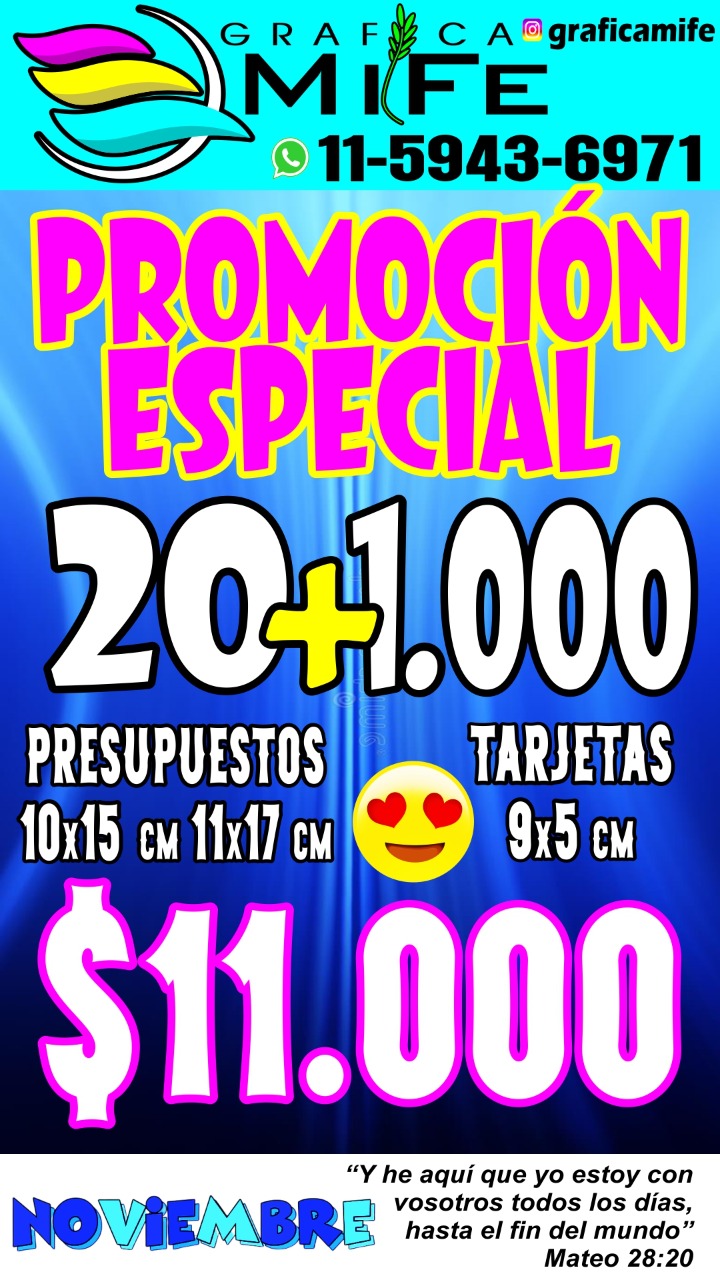 GRAFICA
MIFE
graficamife
11-5943-6971
PROMOCIÓN
ESPECIAL
20+1.000
PRESUPUESTOS
10x15 CM 11x17 CM
TARJETAS
9x5 CM
$11.000
NOVIEMBRE
“Y he aquí que yo estoy con
vosotros todos los días,
hasta el fin del mundo”
Mateo 28:20